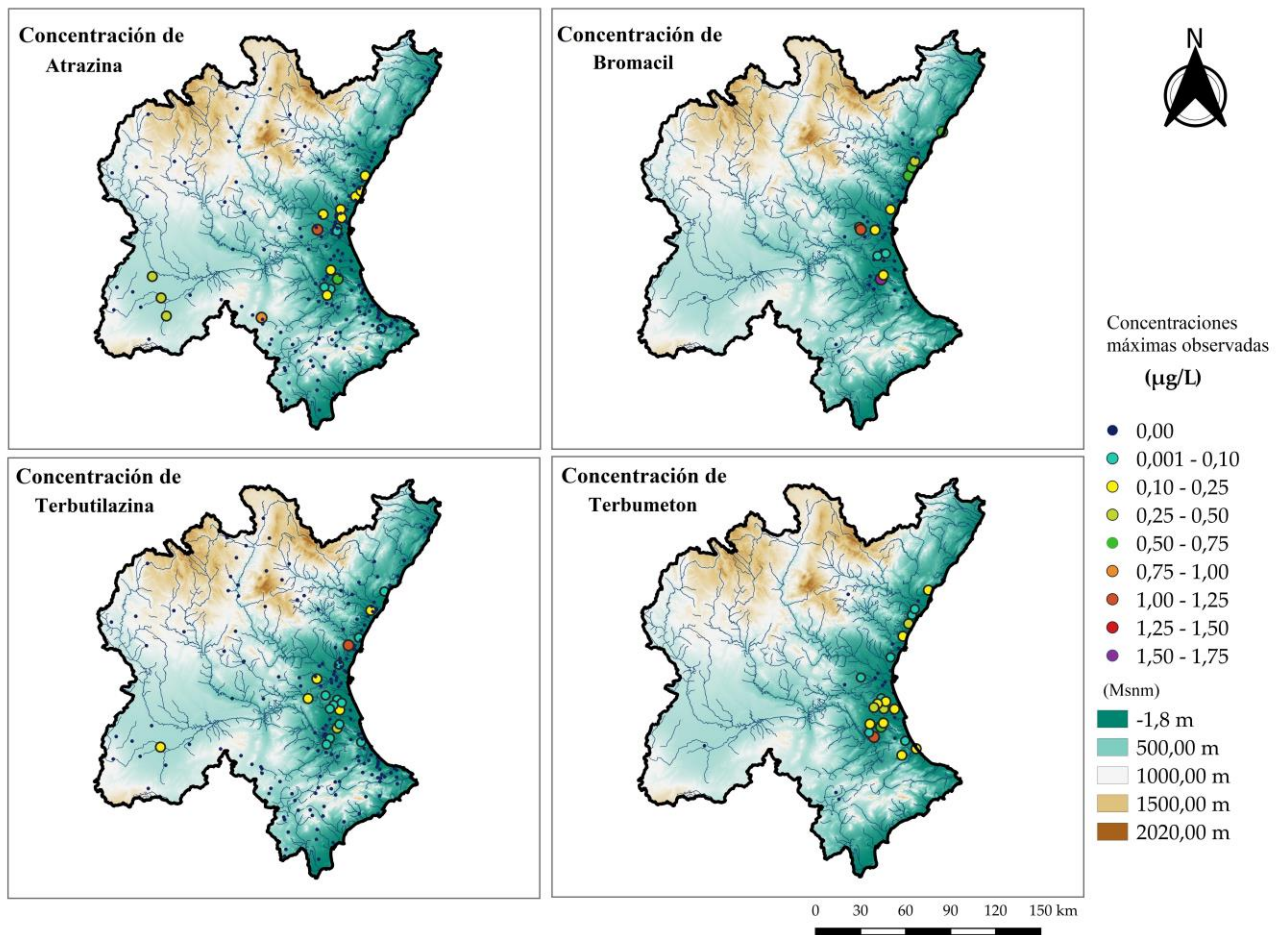 Concentración de
Atrazina
Concentración de
Bromacil
N
Concentración de
Terbutilazina
Concentración de
Terbumeton
Concentraciones
máximas observadas
(µg/L)
0,00
0,001 - 0,10
0,10 - 0,25
0,25 - 0,50
0,50 - 0,75
0,75 - 1,00
1,00 - 1,25
1,25 - 1,50
1,50 - 1,75
(Msnm)
-1,8 m
500,00 m
1000,00 m
1500,00 m
2020,00 m
0 30 60 90 120 150 km